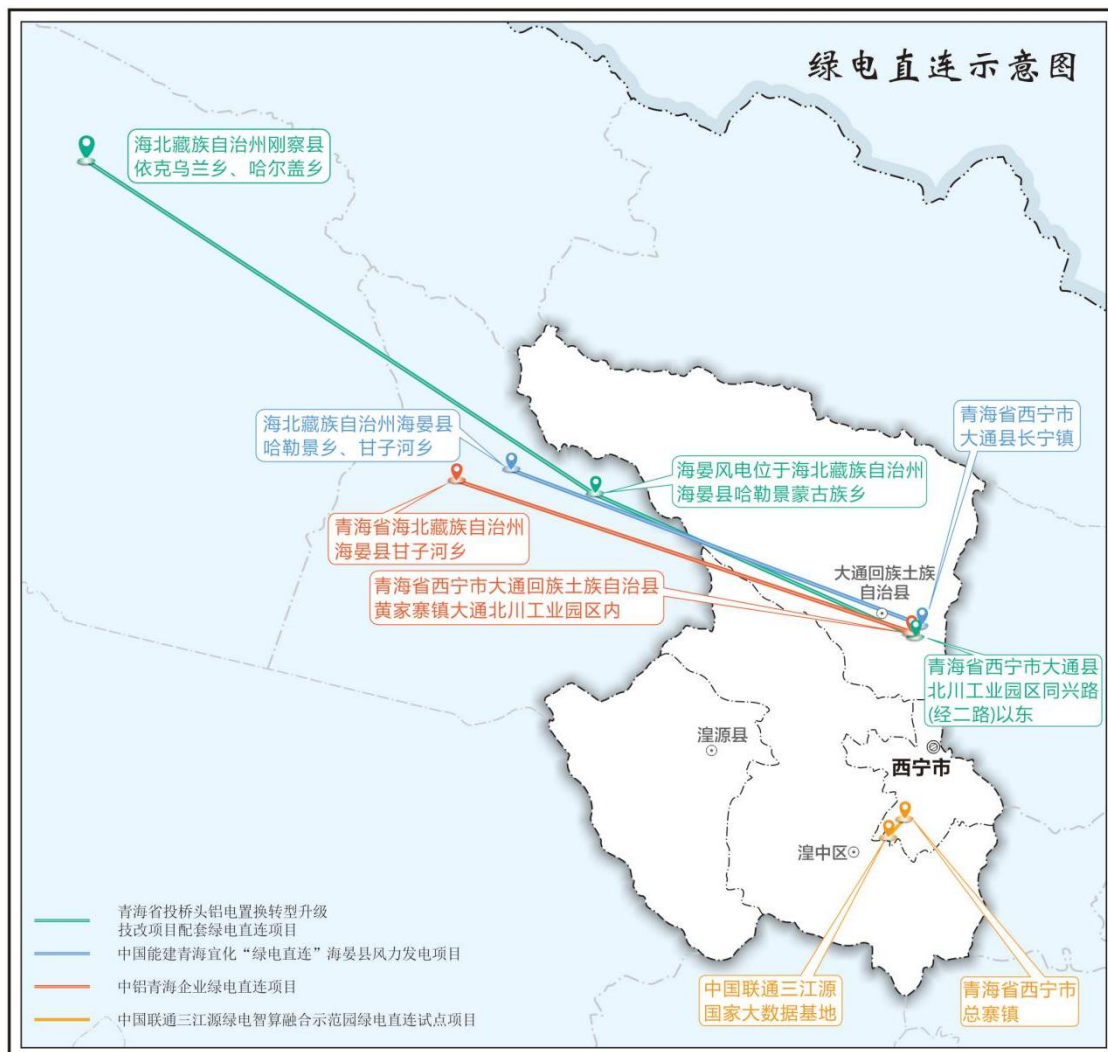 绿电直连示意图
海北藏族自治州刚察县
依克乌兰乡、哈尔盖乡
海北藏族自治州海晏县
哈勒景乡、甘子河乡
青海省西宁市
大通县长宁镇
海晏风电位于海北藏族自治州
海晏县哈勒景蒙古族乡
青海省海北藏族自治州
海晏县甘子河乡
大通回族土族
自治县
青海省西宁市大通回族土族自治县
黄家寨镇大通北川工业园区内
青海省西宁市大通县
北川工业园区同兴路
(经二路)以东
湟源县
西宁市
湟中区
中国联通三江源
国家大数据基地
青海省西宁市
总寨镇
青海省投桥头铝电置换转型升级
技改项目配套绿电直连项目
中国能建青海宜化“绿电直连”海晏县风力发电项目
中铝青海企业绿电直连项目
中国联通三江源绿电智算融合示范园绿电直连试点项目